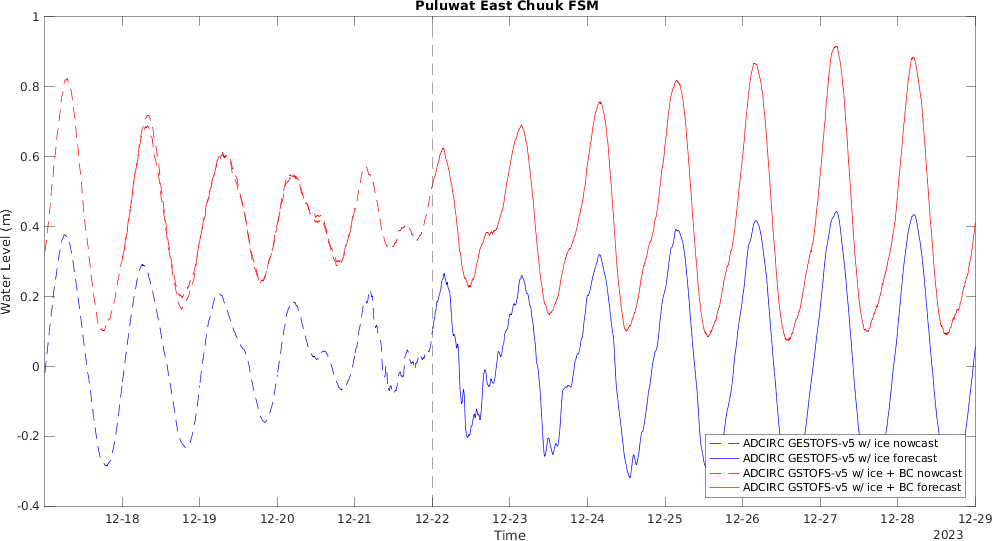 Puluwat East Chuuk FSM
Water Level (m)
1
0.8
0.6
0.4
0.2
0
-0.2
-0.4
ADCIRC GESTOFS-v5 w/ ice nowcast
ADCIRC GESTOFS-v5 w/ ice forecast
ADCIRC GSTOFS-v5 w/ ice + BC nowcast
ADCIRC GSTOFS-v5 w/ ice + BC forecast
12-18 12-19 12-20 12-21 12-22 12-23 12-24 12-25 12-26 12-27 12-28 12-29
Time
2023